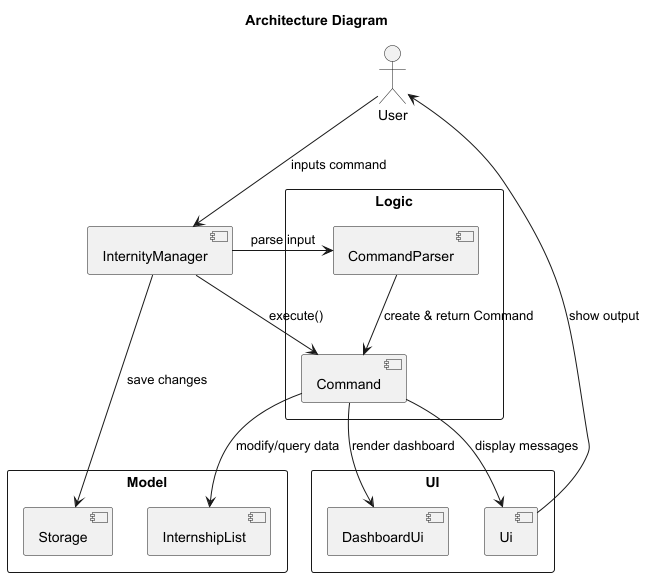 Architecture Diagram
User
inputs command
Logic
InternityManager
parse input
CommandParser
execute()
create & return Command
show output
Command
save changes
modify/query data
render dashboard
display messages
Model
UI
Storage
InternshipList
DashboardUi
Ui